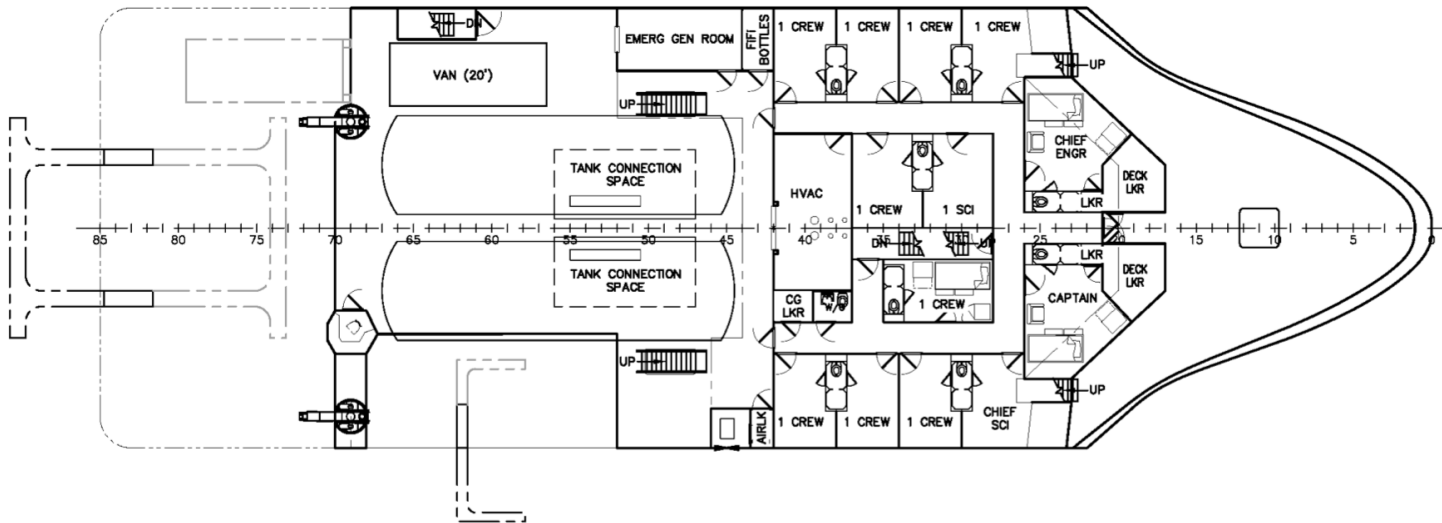 DN
VAN (20')
EMERG GEN ROOM
FIFI
BOTTLES
1 CREW
1 CREW
1 CREW
1 CREW
UP
UP
CHIEF
ENGR
DECK
LKR
LKR
TANK CONNECTION
SPACE
HVAC
1 CREW
1 SCI
85 80 75 70 65 60 55 50 45 40 35 30 25 20 15 10 5 0
DN
UP
TANK CONNECTION
SPACE
CG
LKR
1 CREW
LKR
DECK
LKR
CAPTAIN
UP
UP
AIRLK
1 CREW
1 CREW
1 CREW
CHIEF
SCI